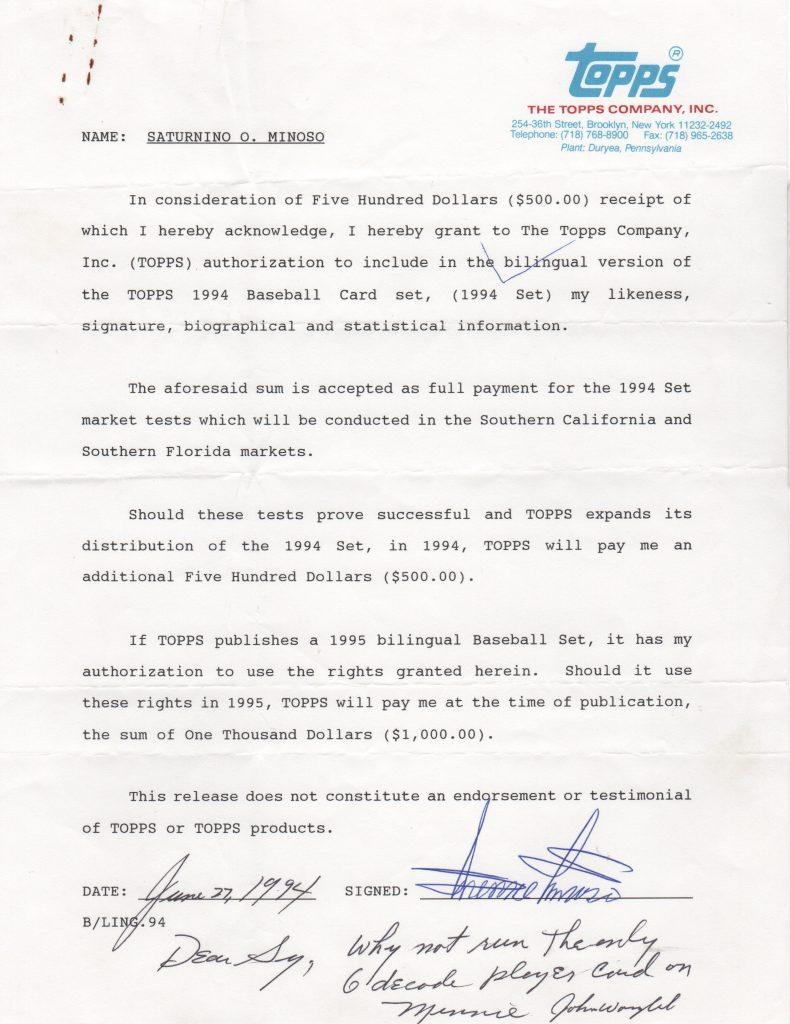 Topps ®
THE TOPPS COMPANY, INC.
254-36th Street, Brooklyn, New York 11232-2492
Telephone: (718) 768-8900 Fax: (718) 965-2638
Plant: Duryea, Pennsylvania
NAME: SATURNINO O. MINOSO
In consideration of Five Hundred Dollars ($500.00) receipt of
which I hereby acknowledge, I hereby grant to The Topps Company,
Inc. (TOPPS) authorization to include in the bilingual version of
the TOPPS 1994 Baseball Card set, (1994 Set) my likeness,
signature, biographical and statistical information.
The aforesaid sum is accepted as full payment for the 1994 Set
market tests which will be conducted in the Southern California and
Southern Florida markets.
Should these tests prove successful and TOPPS expands its
distribution of the 1994 Set, in 1994, TOPPS will pay me an
additional Five Hundred Dollars ($500.00).
If TOPPS publishes a 1995 bilingual Baseball Set, it has my
authorization to use the rights granted herein. Should it use
these rights in 1995, TOPPS will pay me at the time of publication,
the sum of One Thousand Dollars ($1,000.00).
This release does not constitute an endorsement or testimonial
of TOPPS or TOPPS products.
DATE: June 27, 1994 SIGNED: Minnie Minoso
B/LING.94
Dear Sy, Why not run the only
6 decade player card on
Minnie John